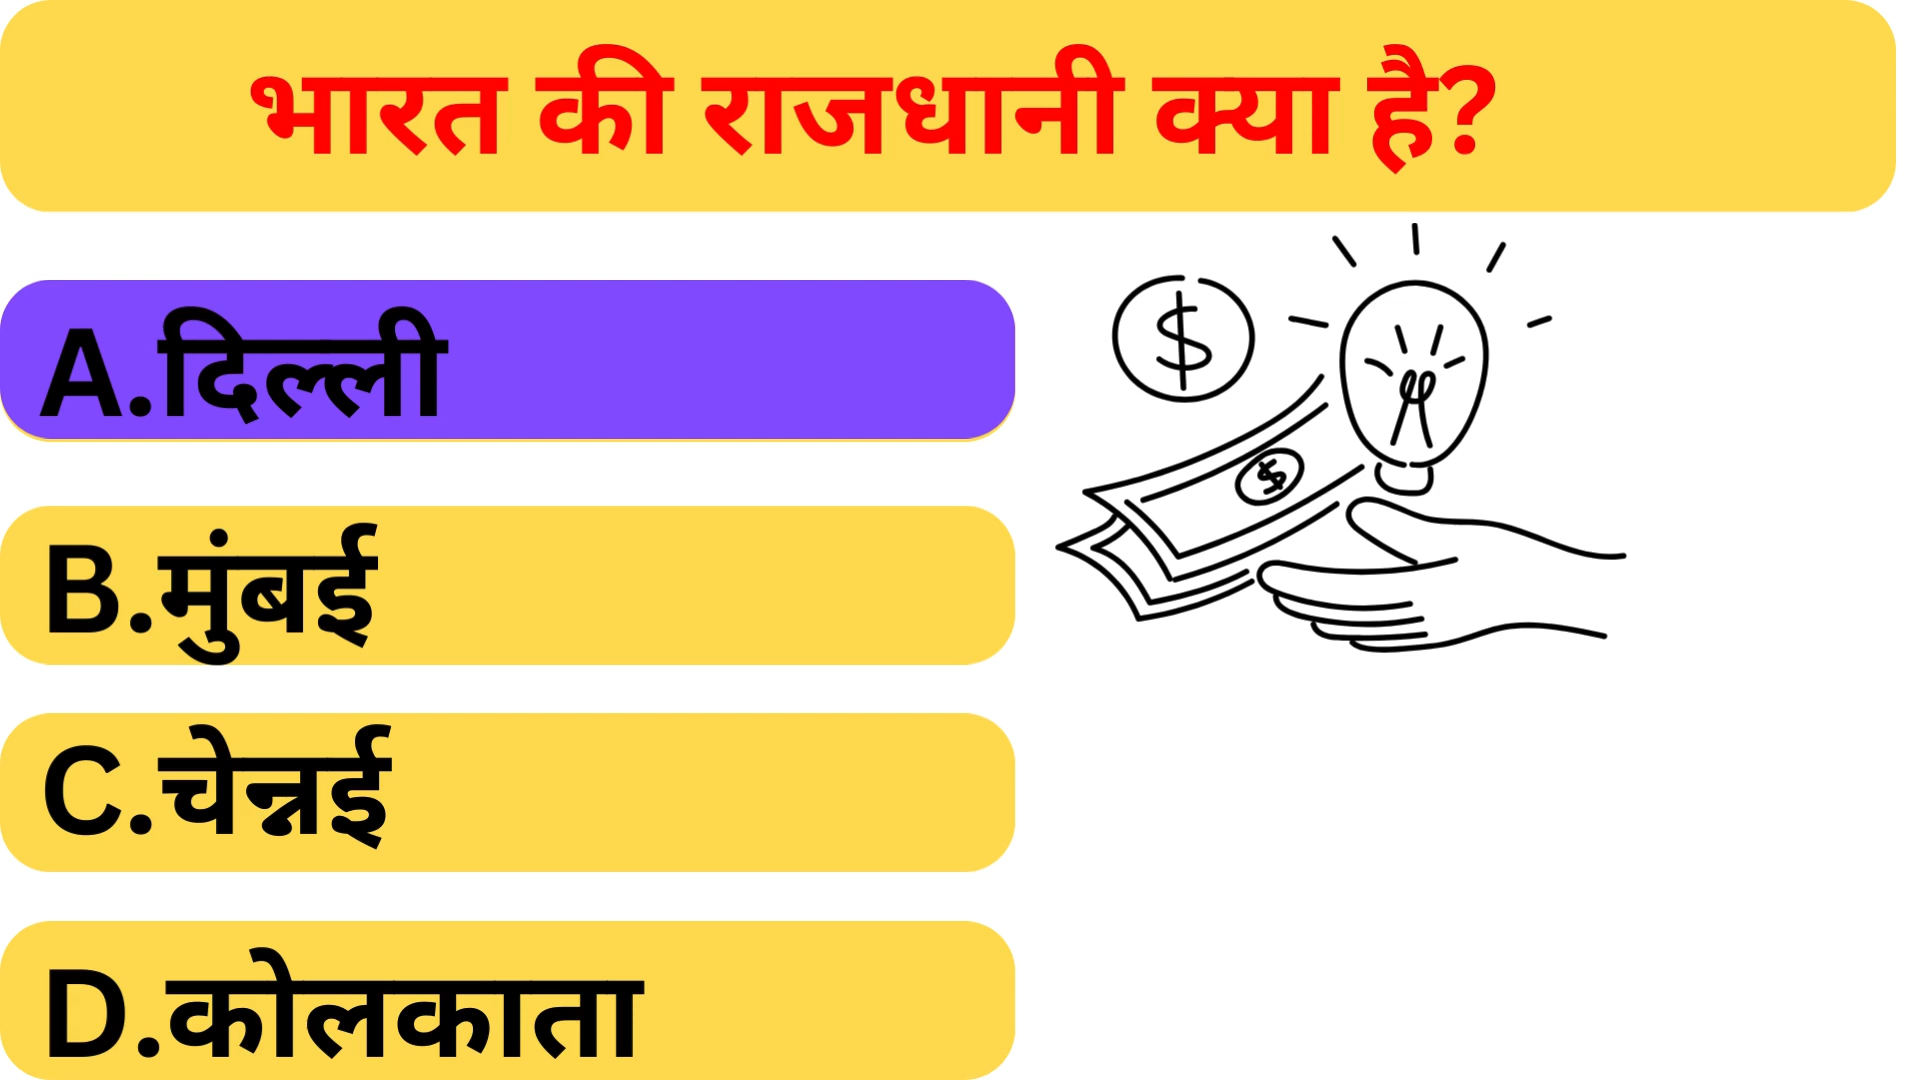 भारत की राजधानी क्या है?
A.दिल्ली
B.मुंबई
C.चेन्नई
D.कोलकाता
$
$